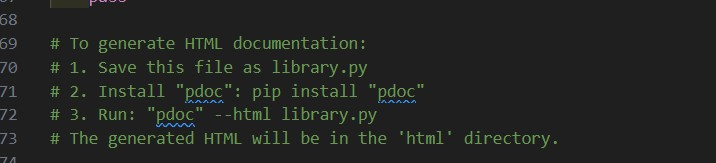 68
69 # To generate HTML documentation:
70 # 1. Save this file as library.py
71 # 2. Install "pdoc": pip install "pdoc"
72 # 3. Run: "pdoc" --html library.py
73 # The generated HTML will be in the 'html' directory.